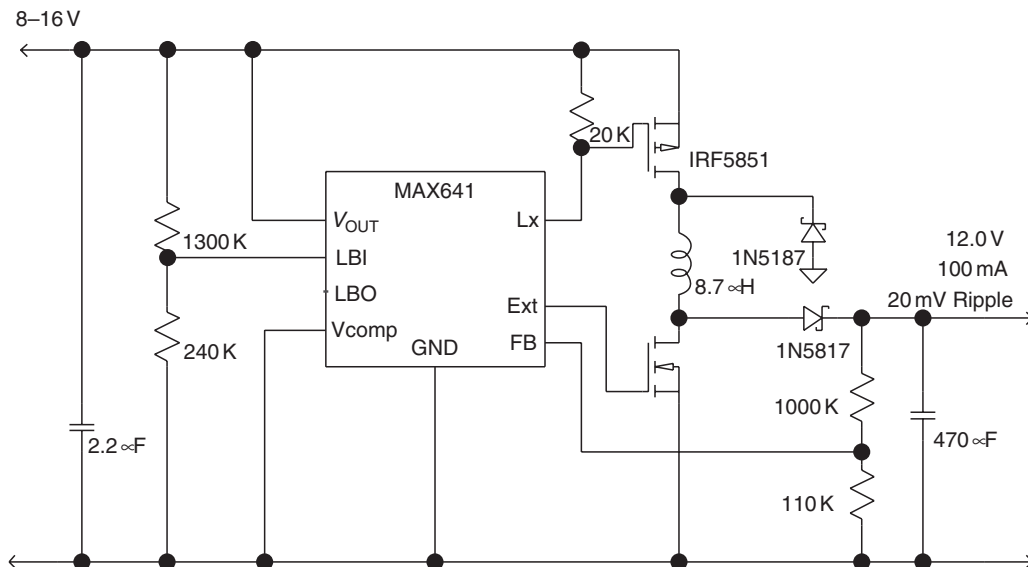 8–16 V
20 K
IRF5851
MAX641
V_OUT
Lx
1300 K
LBI
1N5187
12.0 V
100 mA
20 mV Ripple
8.7 ∝H
LBO
Ext
Vcomp
FB
240 K
GND
1N5817
1000 K
2.2 ∝F
470 ∝F
110 K